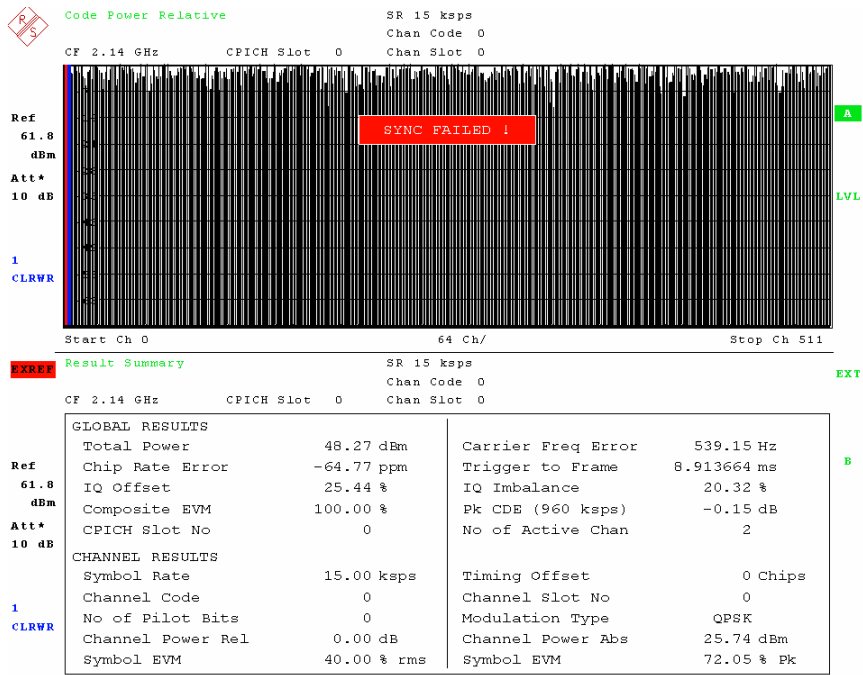 R S
Code Power Relative SR 15 ksps
Chan Code 0
CF 2.14 GHz CPICH Slot 0 Chan Slot 0
SYNC FAILED !
Ref
61.8
dBm
Att*
10 dB
1
CLRWR
A
LVL
Start Ch 0 64 Ch/ Stop Ch 511
EXREF
Result Summary SR 15 ksps
Chan Code 0
CF 2.14 GHz CPICH Slot 0 Chan Slot 0
EXT
B
Ref
61.8
dBm
Att*
10 dB
1
CLRWR
GLOBAL RESULTS
Total Power 48.27 dBm Carrier Freq Error 539.15 Hz
Chip Rate Error -64.77 ppm Trigger to Frame 8.913664 ms
IQ Offset 25.44 % IQ Imbalance 20.32 %
Composite EVM 100.00 % Pk CDE (960 ksps) -0.15 dB
CPICH Slot No 0 No of Active Chan 2
CHANNEL RESULTS
Symbol Rate 15.00 ksps Timing Offset 0 Chips
Channel Code 0 Channel Slot No 0
No of Pilot Bits 0 Modulation Type QPSK
Channel Power Rel 0.00 dB Channel Power Abs 25.74 dBm
Symbol EVM 40.00 % rms Symbol EVM 72.05 % Pk